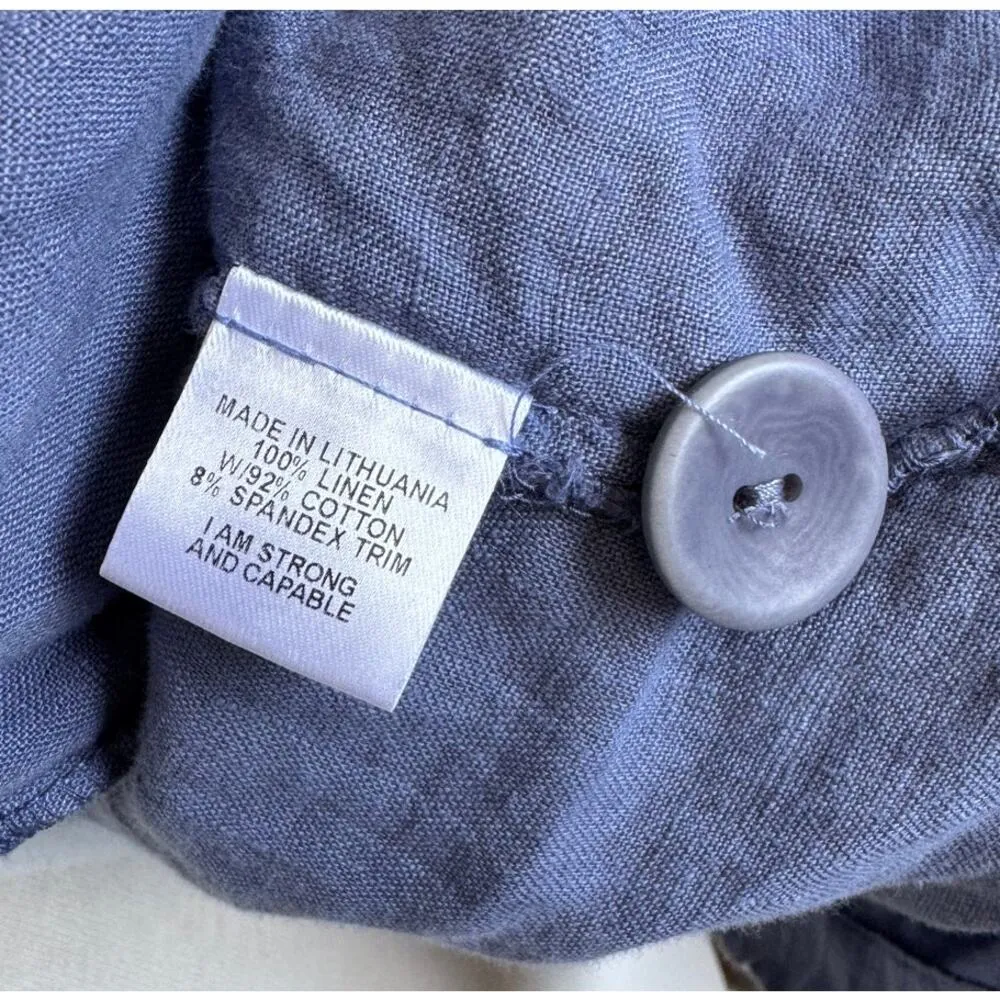 MADE IN LITHUANIA
100% LINEN
W/92% COTTON
8% SPANDEX TRIM
I AM STRONG
AND CAPABLE